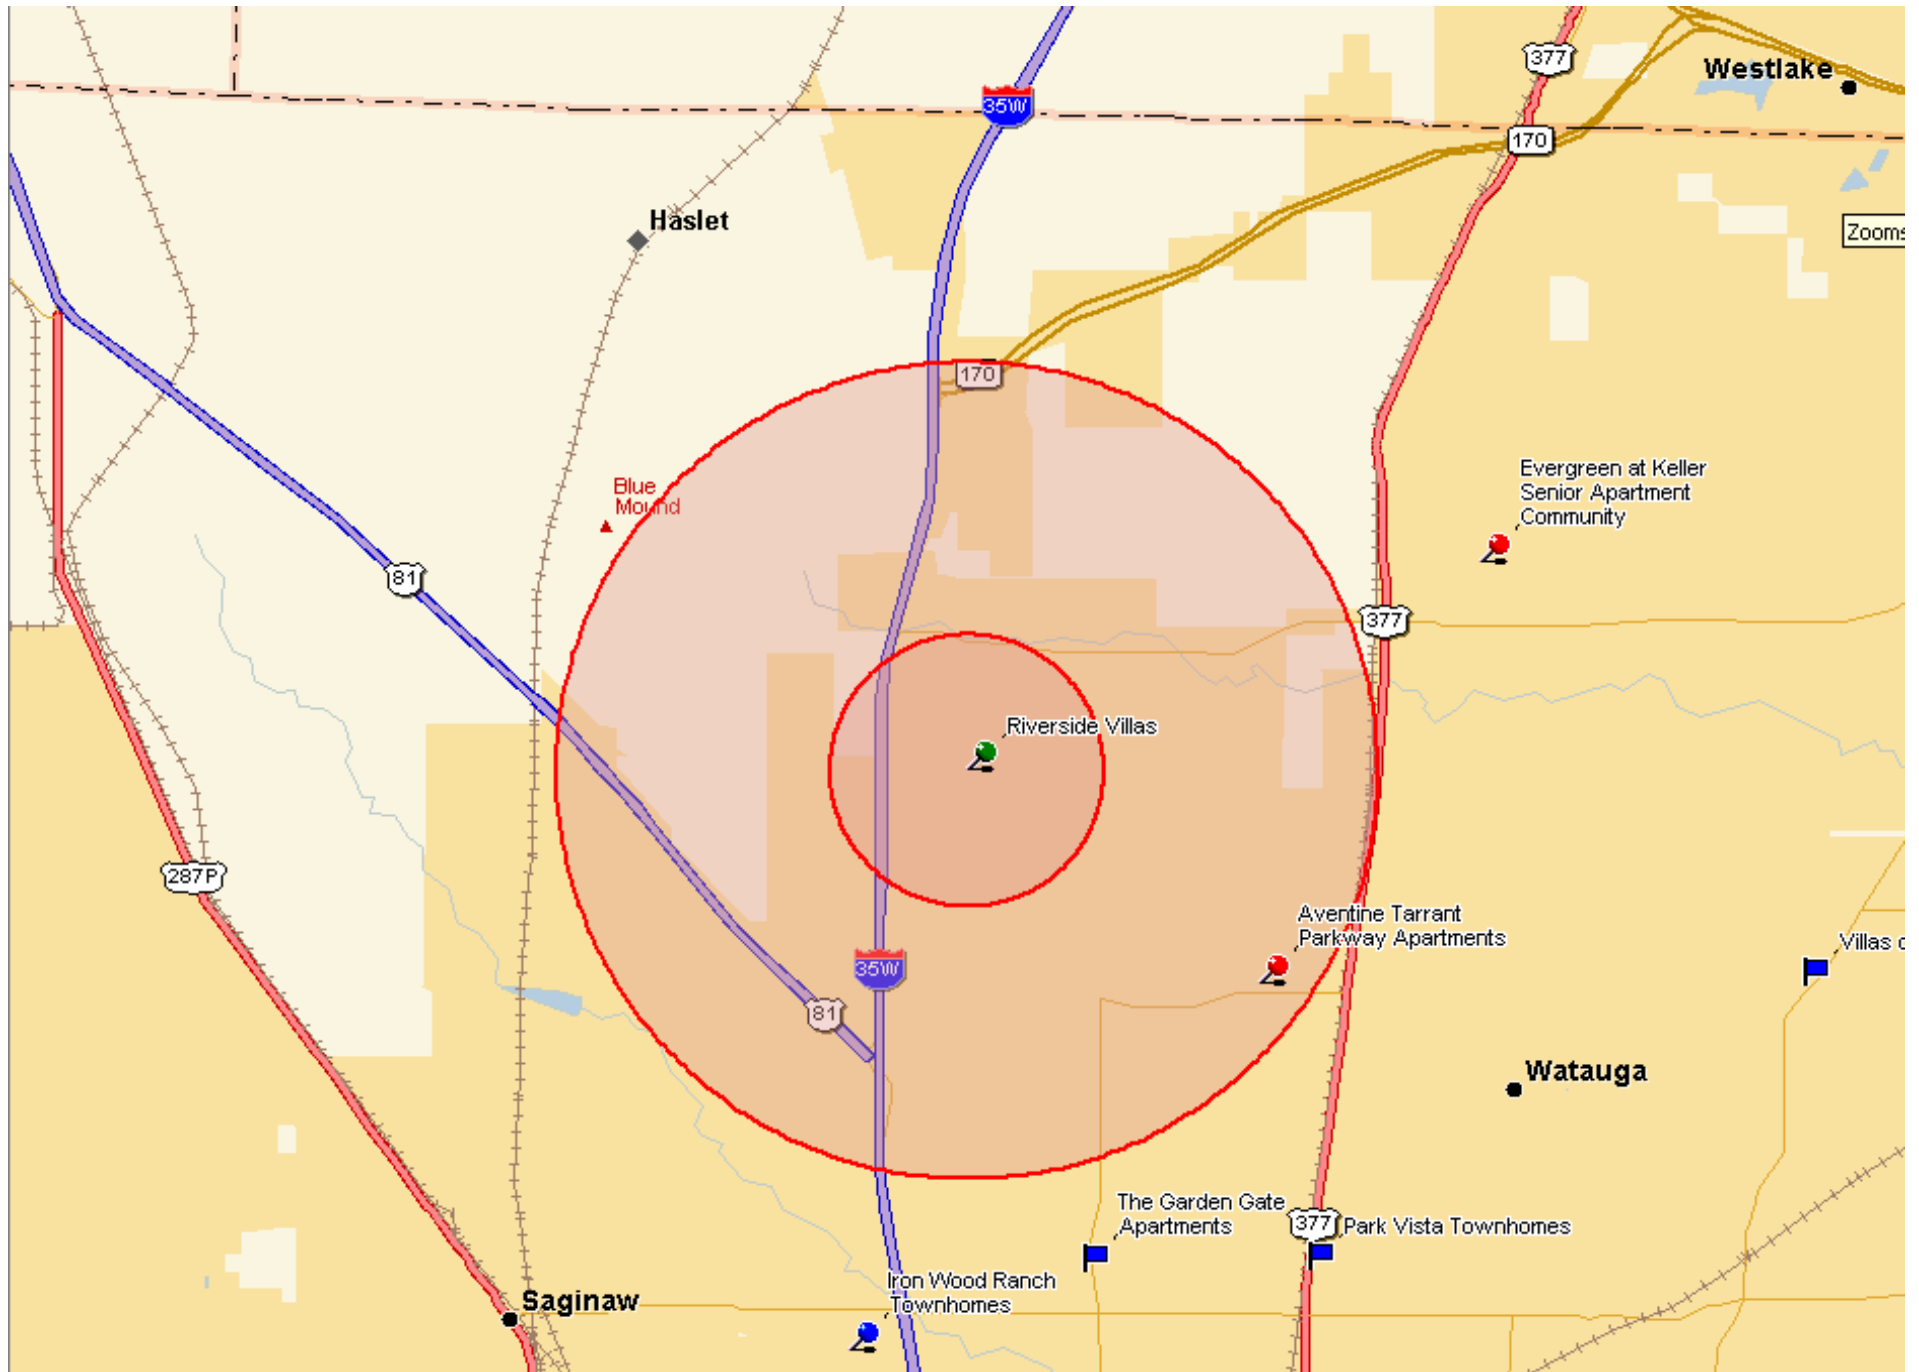 377
Westlake
35W
170
Haslet
Zooms
170
Evergreen at Keller
Senior Apartment
Community
Blue
Mound
81
377
Riverside Villas
287P
Aventine Tarrant
Parkway Apartments
Villas
35W
81
Watauga
The Garden Gate
Apartments
377
Park Vista Townhomes
Iron Wood Ranch
Townhomes
Saginaw